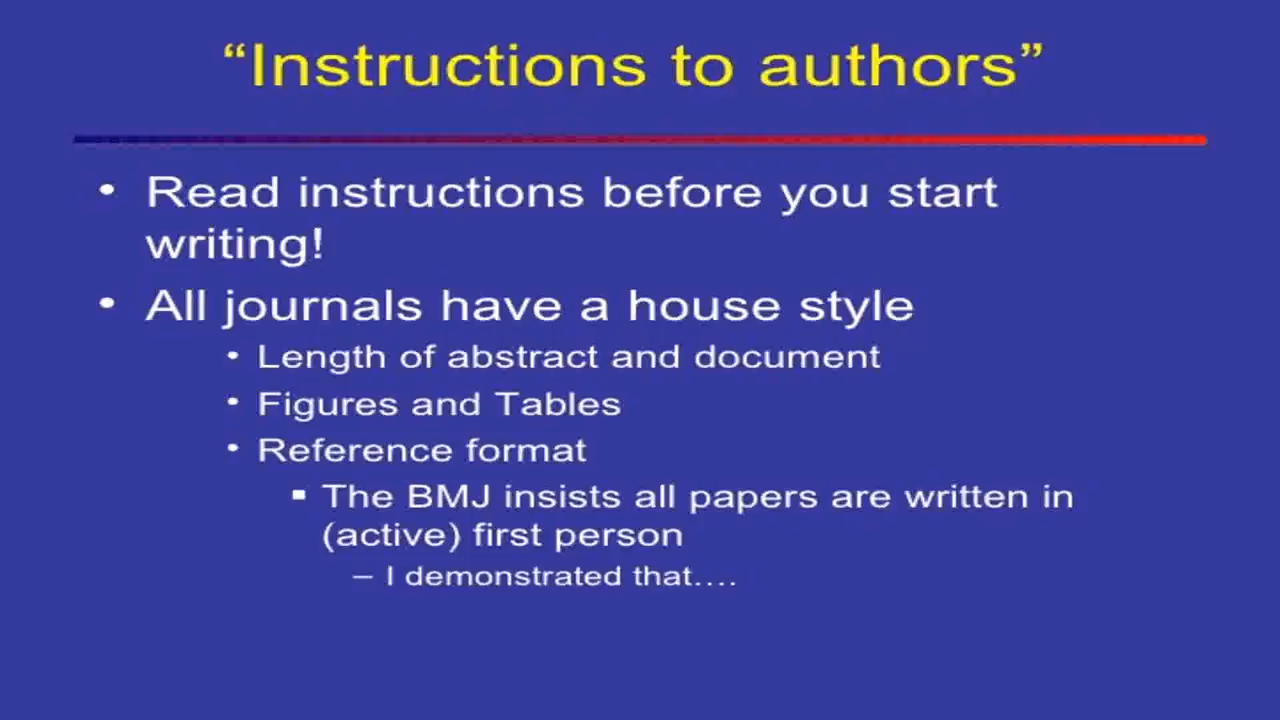 “Instructions to authors”
• Read instructions before you start
writing!
• All journals have a house style
• Length of abstract and document
• Figures and Tables
• Reference format
▪ The BMJ insists all papers are written in
(active) first person
– I demonstrated that….